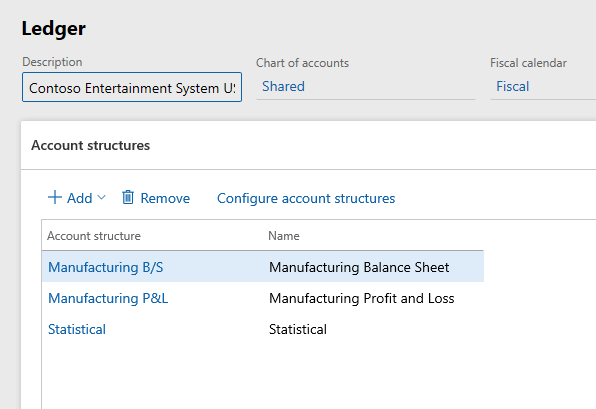 Ledger
Description Chart of accounts Fiscal calendar
Contoso Entertainment System US Shared Fiscal
Account structures
Add Remove Configure account structures
Account structure Name
Manufacturing B/S Manufacturing Balance Sheet
Manufacturing P&L Manufacturing Profit and Loss
Statistical Statistical